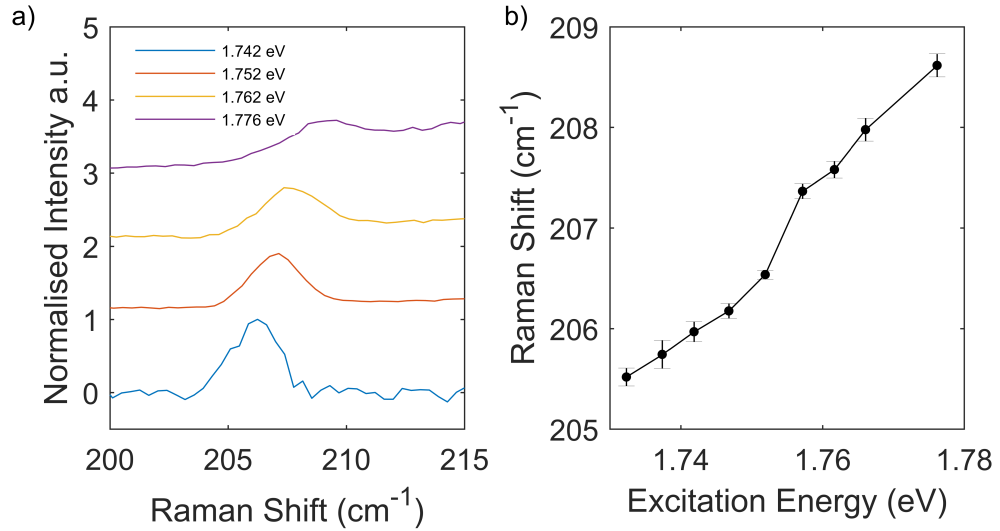 a)
Normalised Intensity a.u.
5
4
3
2
1
0
1.742 eV
1.752 eV
1.762 eV
1.776 eV
200
205
210
215
Raman Shift (cm⁻¹)
b)
Raman Shift (cm⁻¹)
209
208
207
206
205
1.74
1.76
1.78
Excitation Energy (eV)